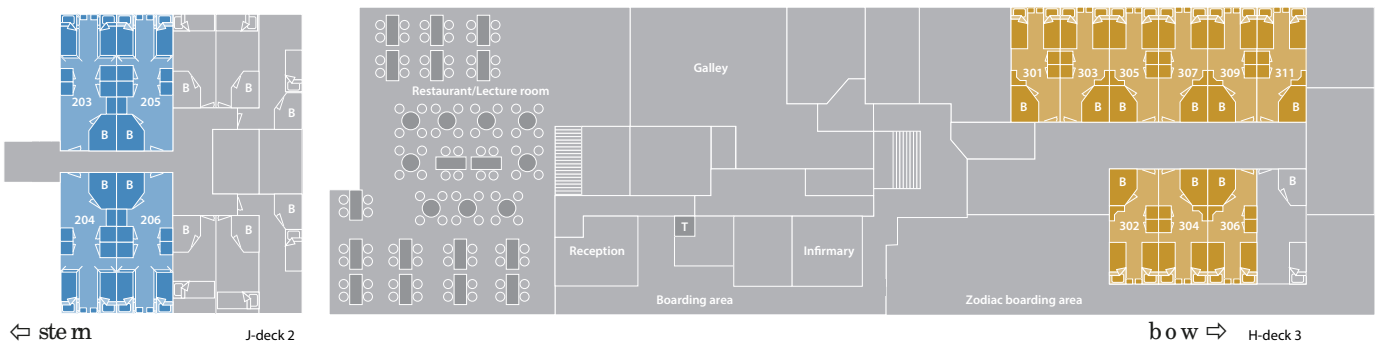 Galley
301 303 305 307 309 311
203 205
Restaurant/Lecture room
B B B B
B B B B B B
B B
B B
B B B B
B B
204 206
302 304 306
T
B B
Reception
Infirmary
Boarding area
Zodiac boarding area
⇦ stem
J-deck 2
bow ⇨
H-deck 3